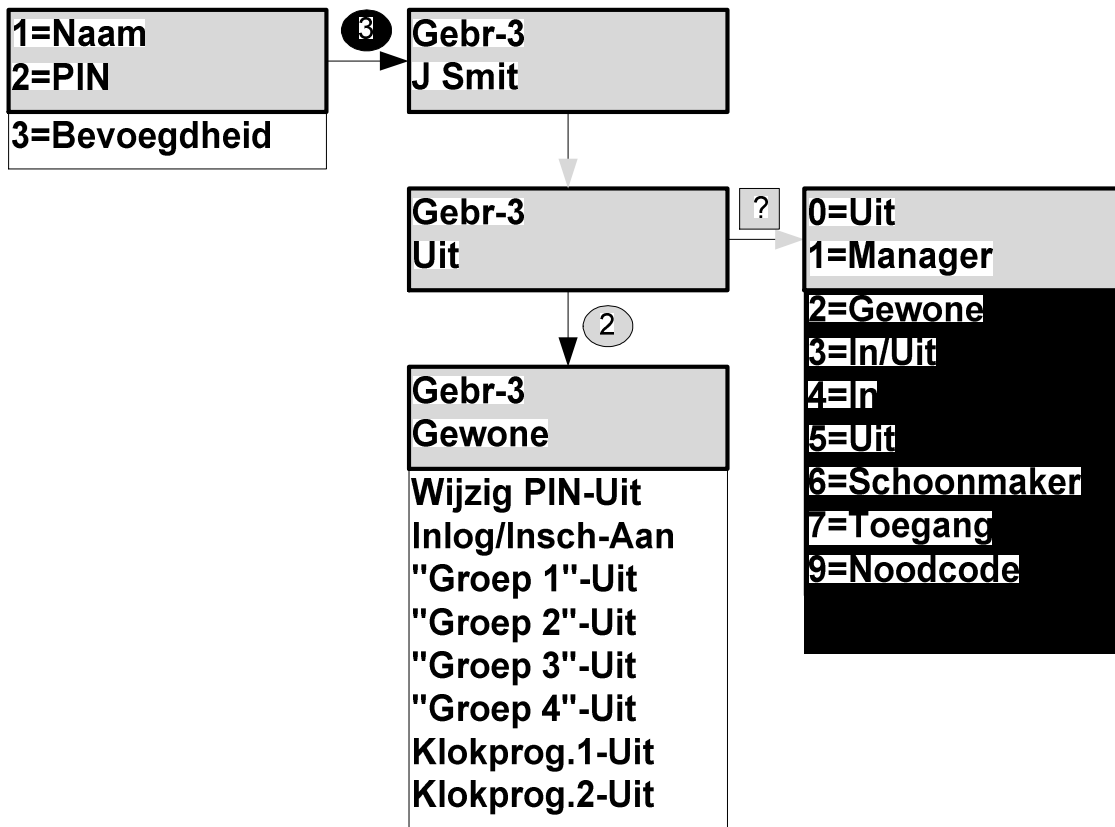 1=Naam
2=PIN
3=Bevoegdheid
3
Gebr-3
J Smit
Gebr-3
Uit
?
0=Uit
1=Manager
2=Gewone
3=In/Uit
4=In
5=Uit
6=Schoonmaker
7=Toegang
9=Noodcode
2
Gebr-3
Gewone
Wijzig PIN-Uit
Inlog/Insch-Aan
"Groep 1"-Uit
"Groep 2"-Uit
"Groep 3"-Uit
"Groep 4"-Uit
Klokprog.1-Uit
Klokprog.2-Uit